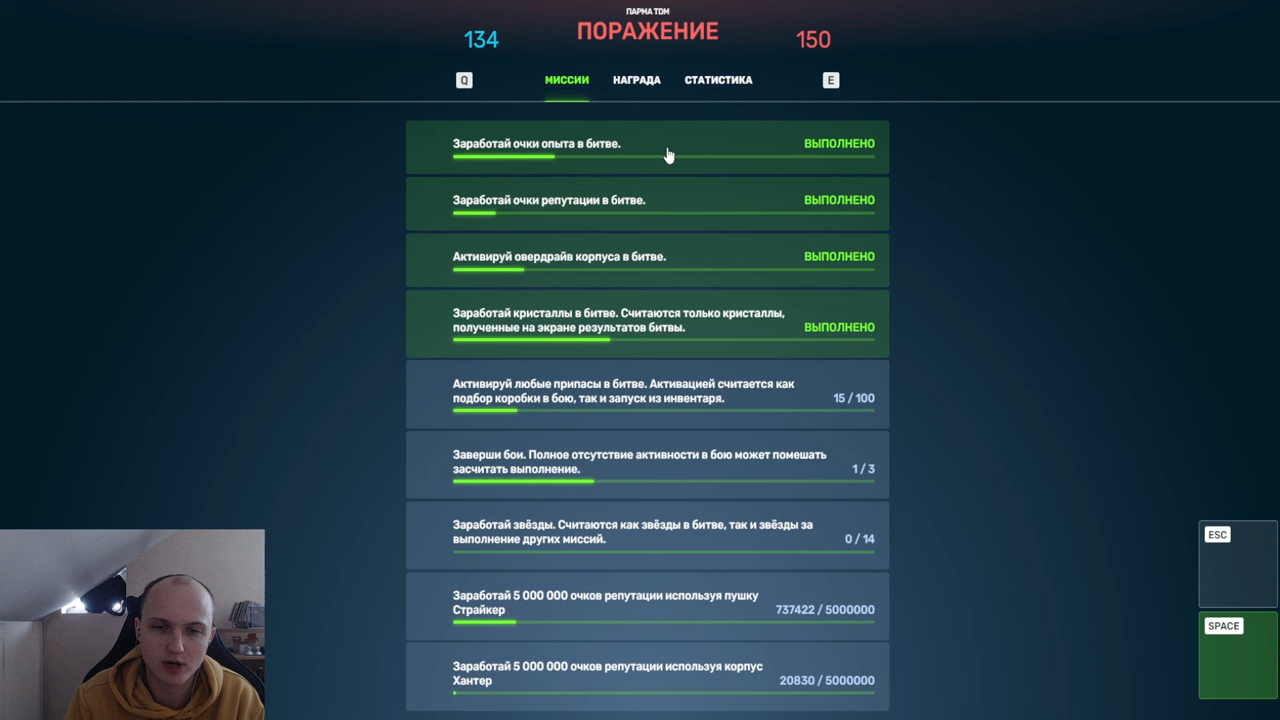 ПАРМА TDM
ПОРАЖЕНИЕ
134
150
Q
МИССИИ
НАГРАДА
СТАТИСТИКА
E
Заработай очки опыта в битве.
ВЫПОЛНЕНО
Заработай очки репутации в битве.
ВЫПОЛНЕНО
Активируй овердрайв корпуса в битве.
ВЫПОЛНЕНО
Заработай кристаллы в битве. Считаются только кристаллы,
полученные на экране результатов битвы.
ВЫПОЛНЕНО
Активируй любые припасы в битве. Активацией считается как
подбор коробки в бою, так и запуск из инвентаря.
15 / 100
Заверши бои. Полное отсутствие активности в бою может помешать
засчитать выполнение.
1 / 3
Заработай звёзды. Считаются как звёзды в битве, так и звёзды за
выполнение других миссий.
0 / 14
Заработай 5 000 000 очков репутации используя пушку
Страйкер
737422 / 5000000
Заработай 5 000 000 очков репутации используя корпус
Хантер
20830 / 5000000
ESC
SPACE